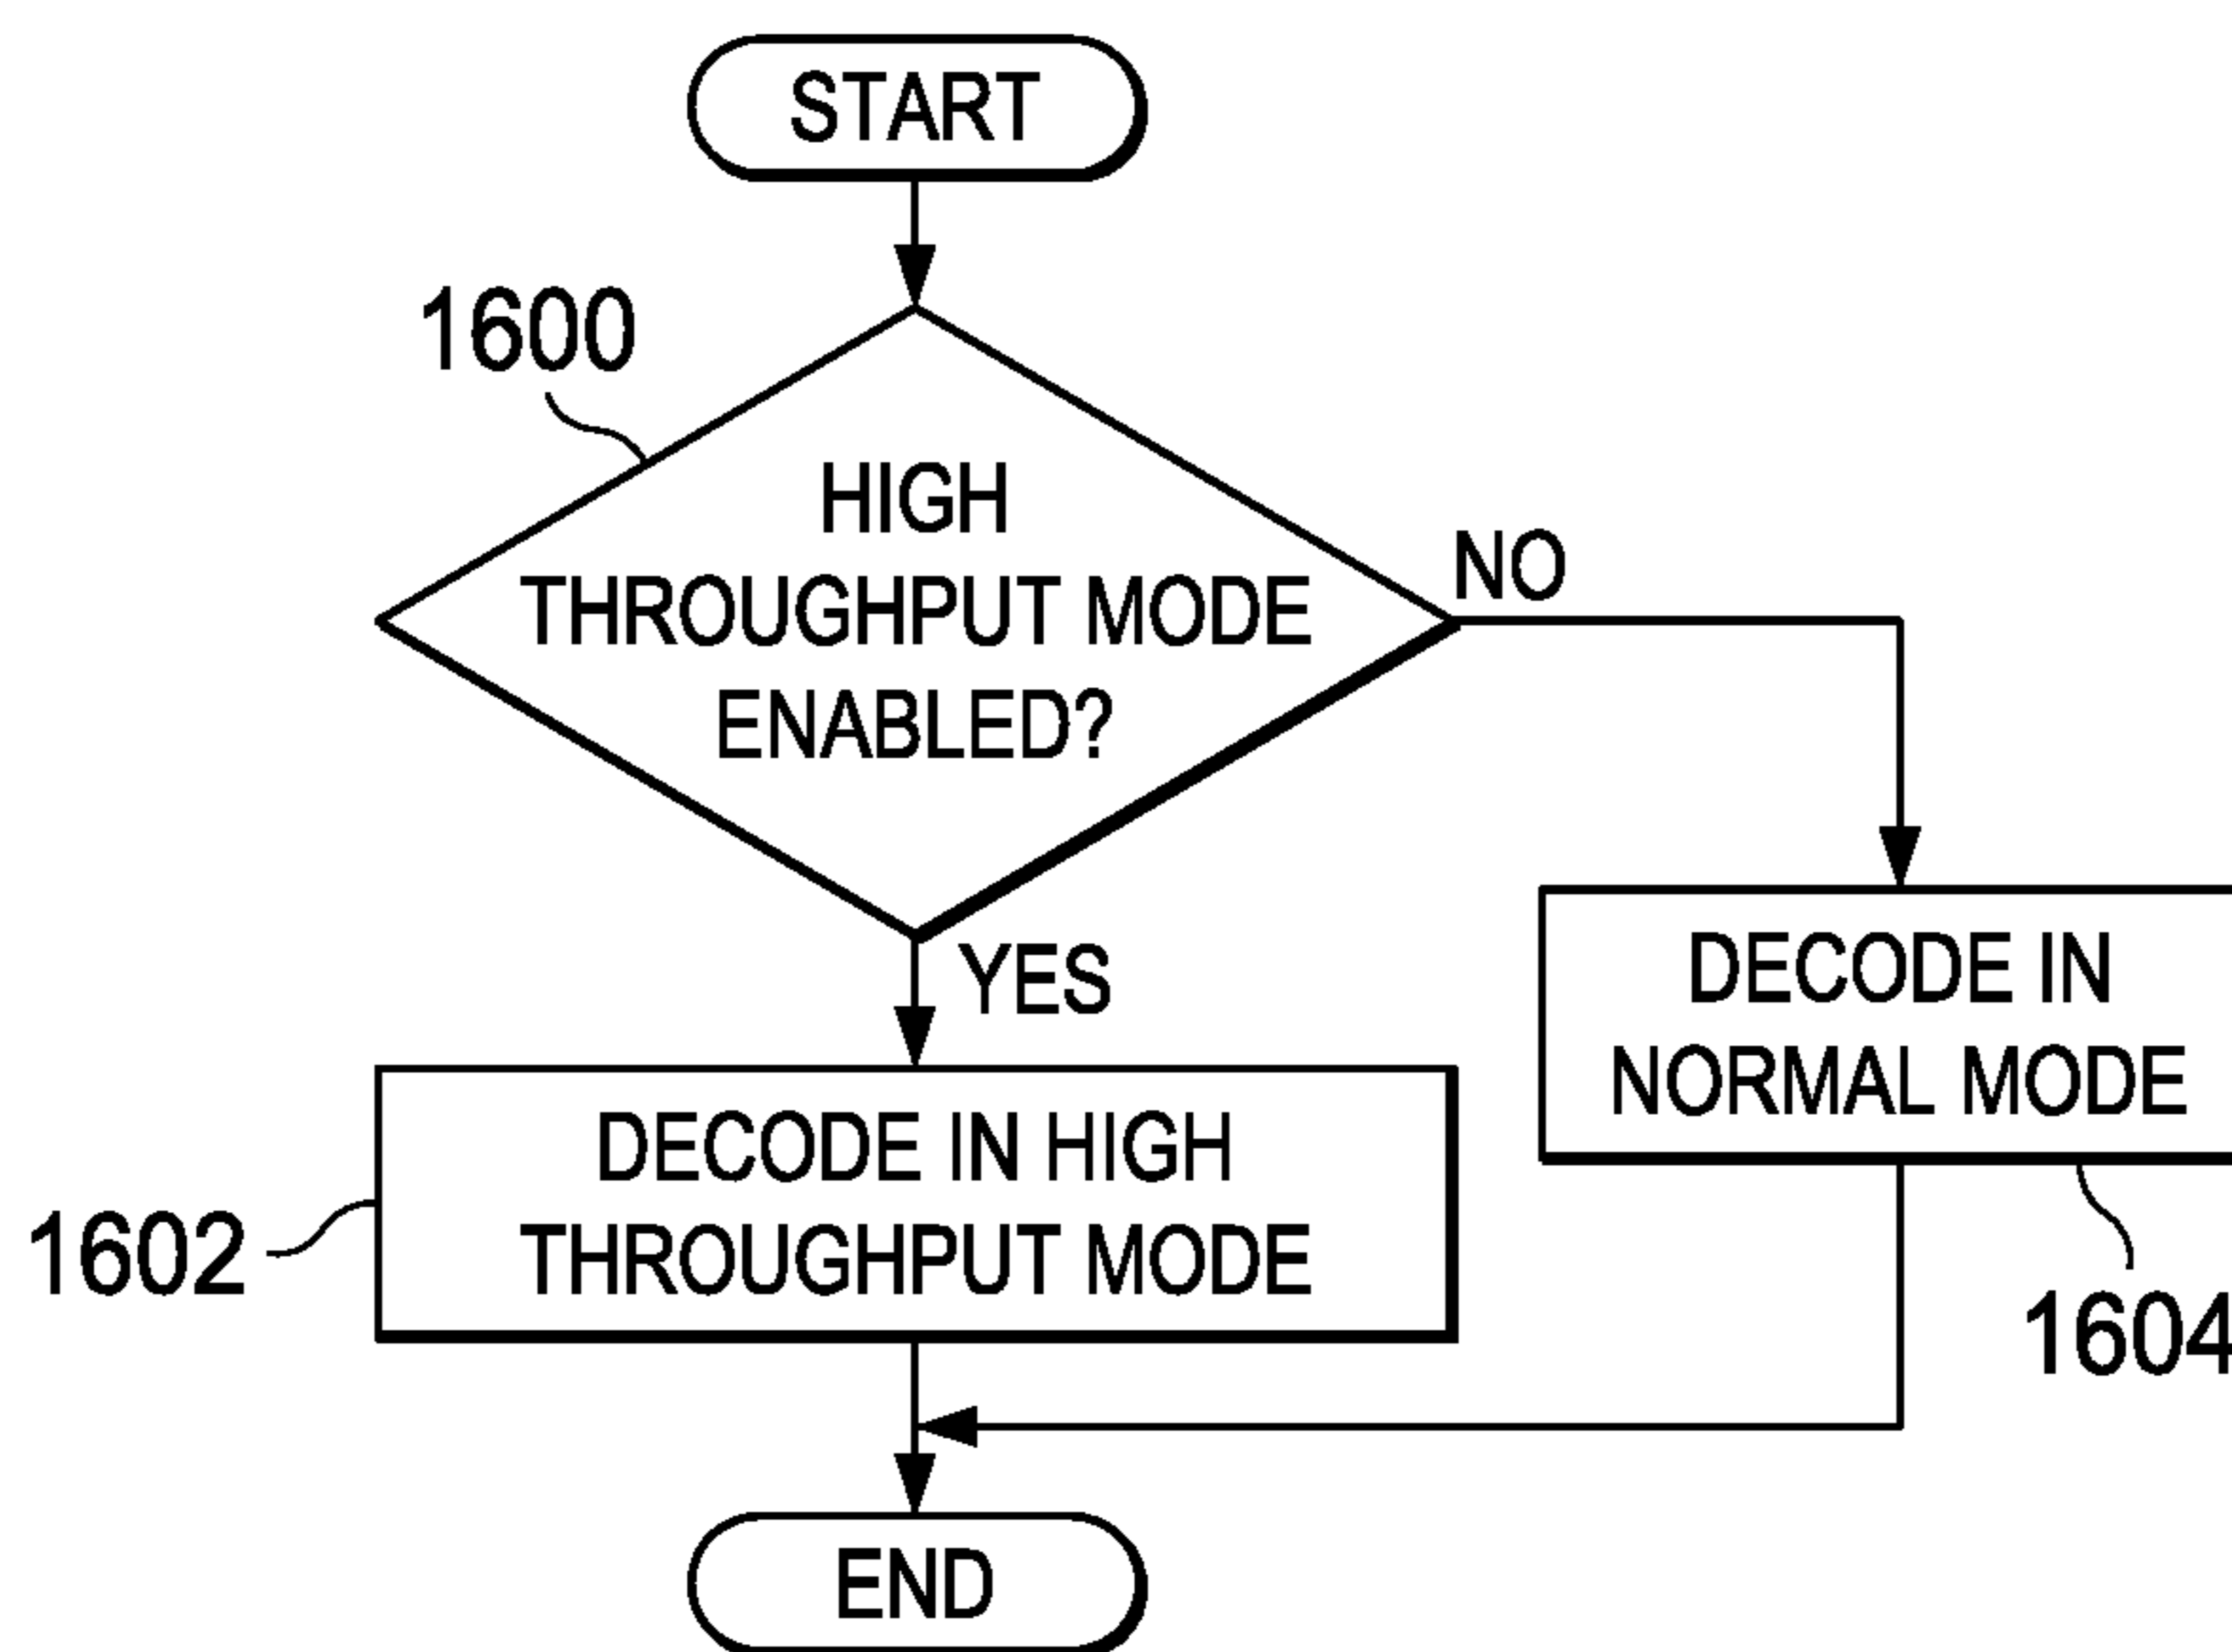 START
1600
HIGH
THROUGHPUT MODE
ENABLED?
NO
YES
DECODE IN
NORMAL MODE
DECODE IN HIGH
THROUGHPUT MODE
1602
1604
END